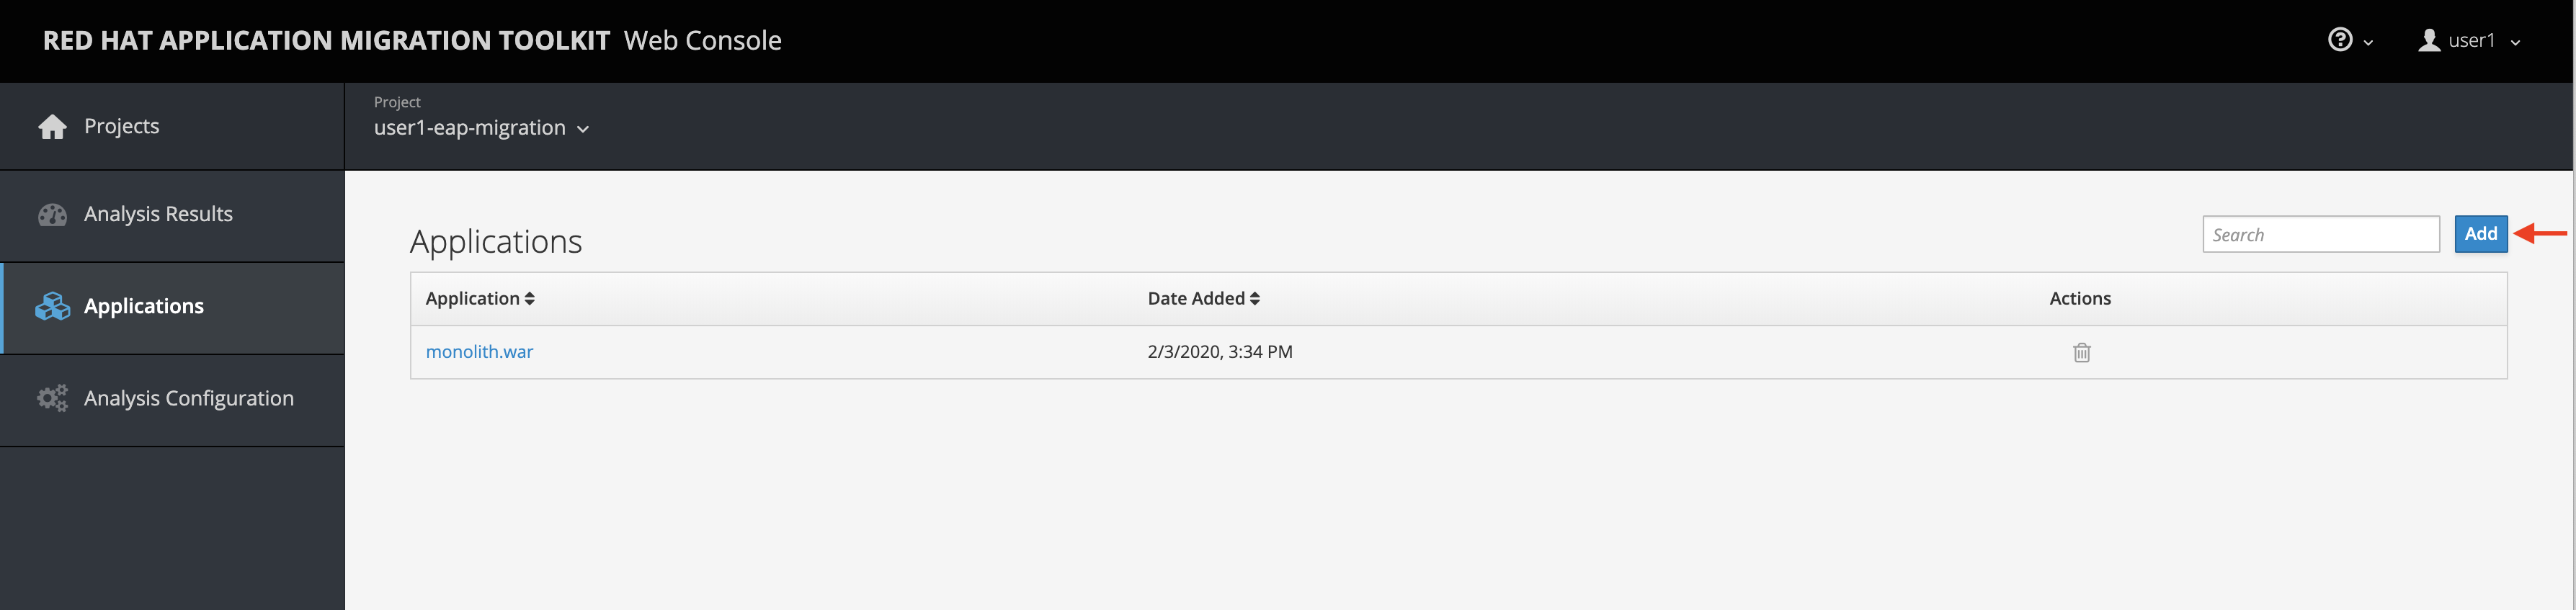 RED HAT APPLICATION MIGRATION TOOLKIT Web Console
user1
Projects
Project
user1-eap-migration
Analysis Results
Applications
Analysis Configuration
Applications
Search
Add
Application Date Added Actions
monolith.war 2/3/2020, 3:34 PM